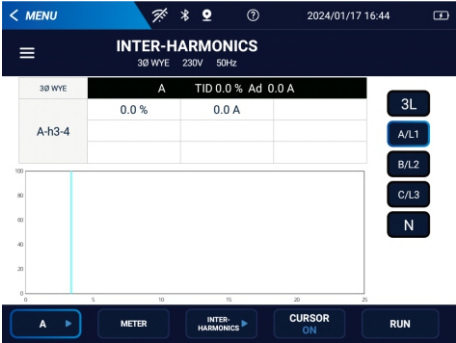 < MENU 2024/01/17 16:44
INTER-HARMONICS
3Ø WYE 230V 50Hz
3Ø WYE A TID 0.0 % Ad 0.0 A
A-h3-4 0.0 % 0.0 A
3L
A/L1
B/L2
C/L3
N
100
80
60
40
20
0
0 5 10 15 20 25
A
METER
INTER-
HARMONICS
CURSOR
ON
RUN